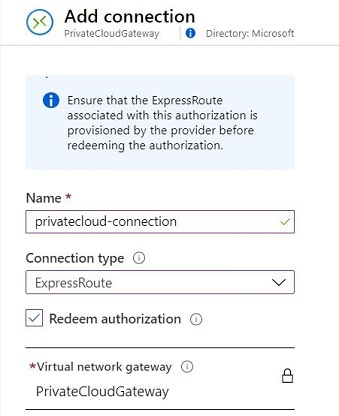 Add connection
PrivateCloudGateway Directory: Microsoft
Ensure that the ExpressRoute
associated with this authorization is
provisioned by the provider before
redeeming the authorization.
Name *
privatecloud-connection
Connection type
ExpressRoute
Redeem authorization
*Virtual network gateway
PrivateCloudGateway